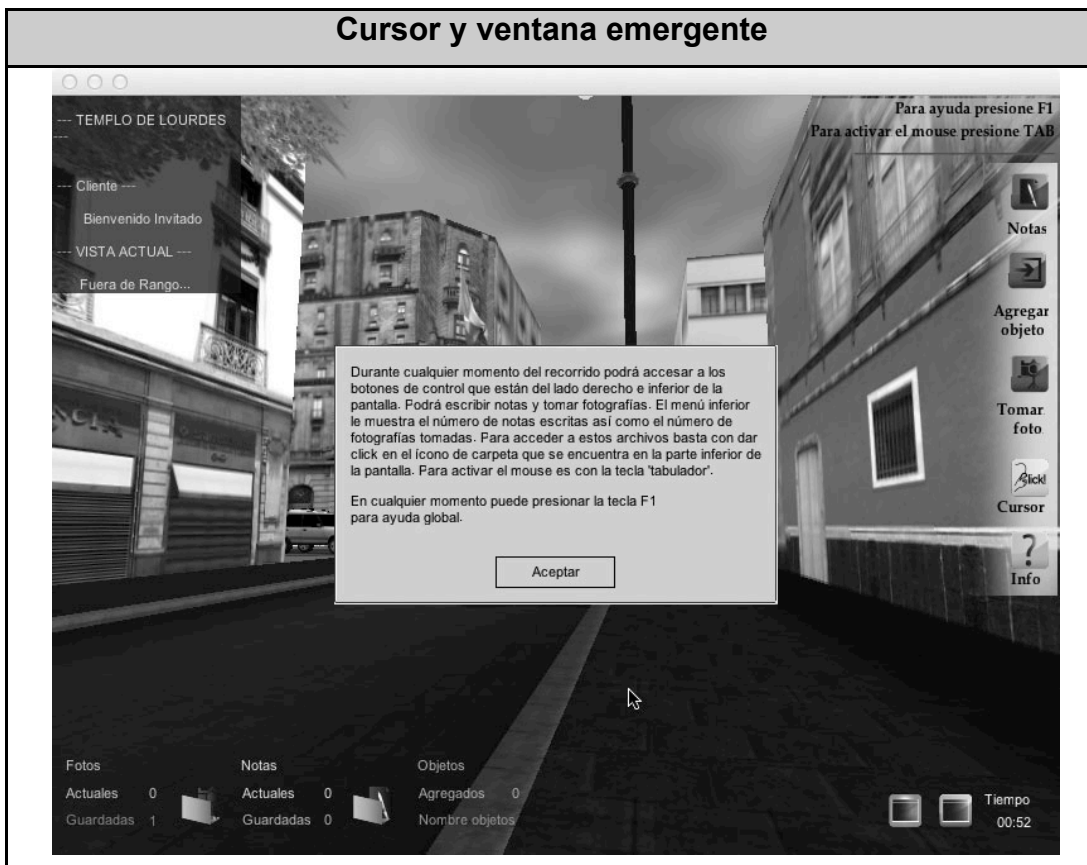 Cursor y ventana emergente
--- TEMPLO DE LOURDES
---
--- Cliente ---
Bienvenido Invitado
--- VISTA ACTUAL ---
Fuera de Rango...
Para ayuda presione F1
Para activar el mouse presione TAB
Notas
Agregar
objeto
Tomar
foto
Click!
Cursor
?
Info
Durante cualquier momento del recorrido podrá accesar a los
botones de control que están del lado derecho e inferior de la
pantalla. Podrá escribir notas y tomar fotografías. El menú inferior
le muestra el número de notas escritas así como el número de
fotografías tomadas. Para acceder a estos archivos basta con dar
click en el ícono de carpeta que se encuentra en la parte inferior de
la pantalla. Para activar el mouse es con la tecla 'tabulador'.
En cualquier momento puede presionar la tecla F1
para ayuda global.
Aceptar
Fotos
Actuales 0
Guardadas 1
Notas
Actuales 0
Guardadas 0
Objetos
Agregados 0
Nombre objetos
Tiempo
00:52